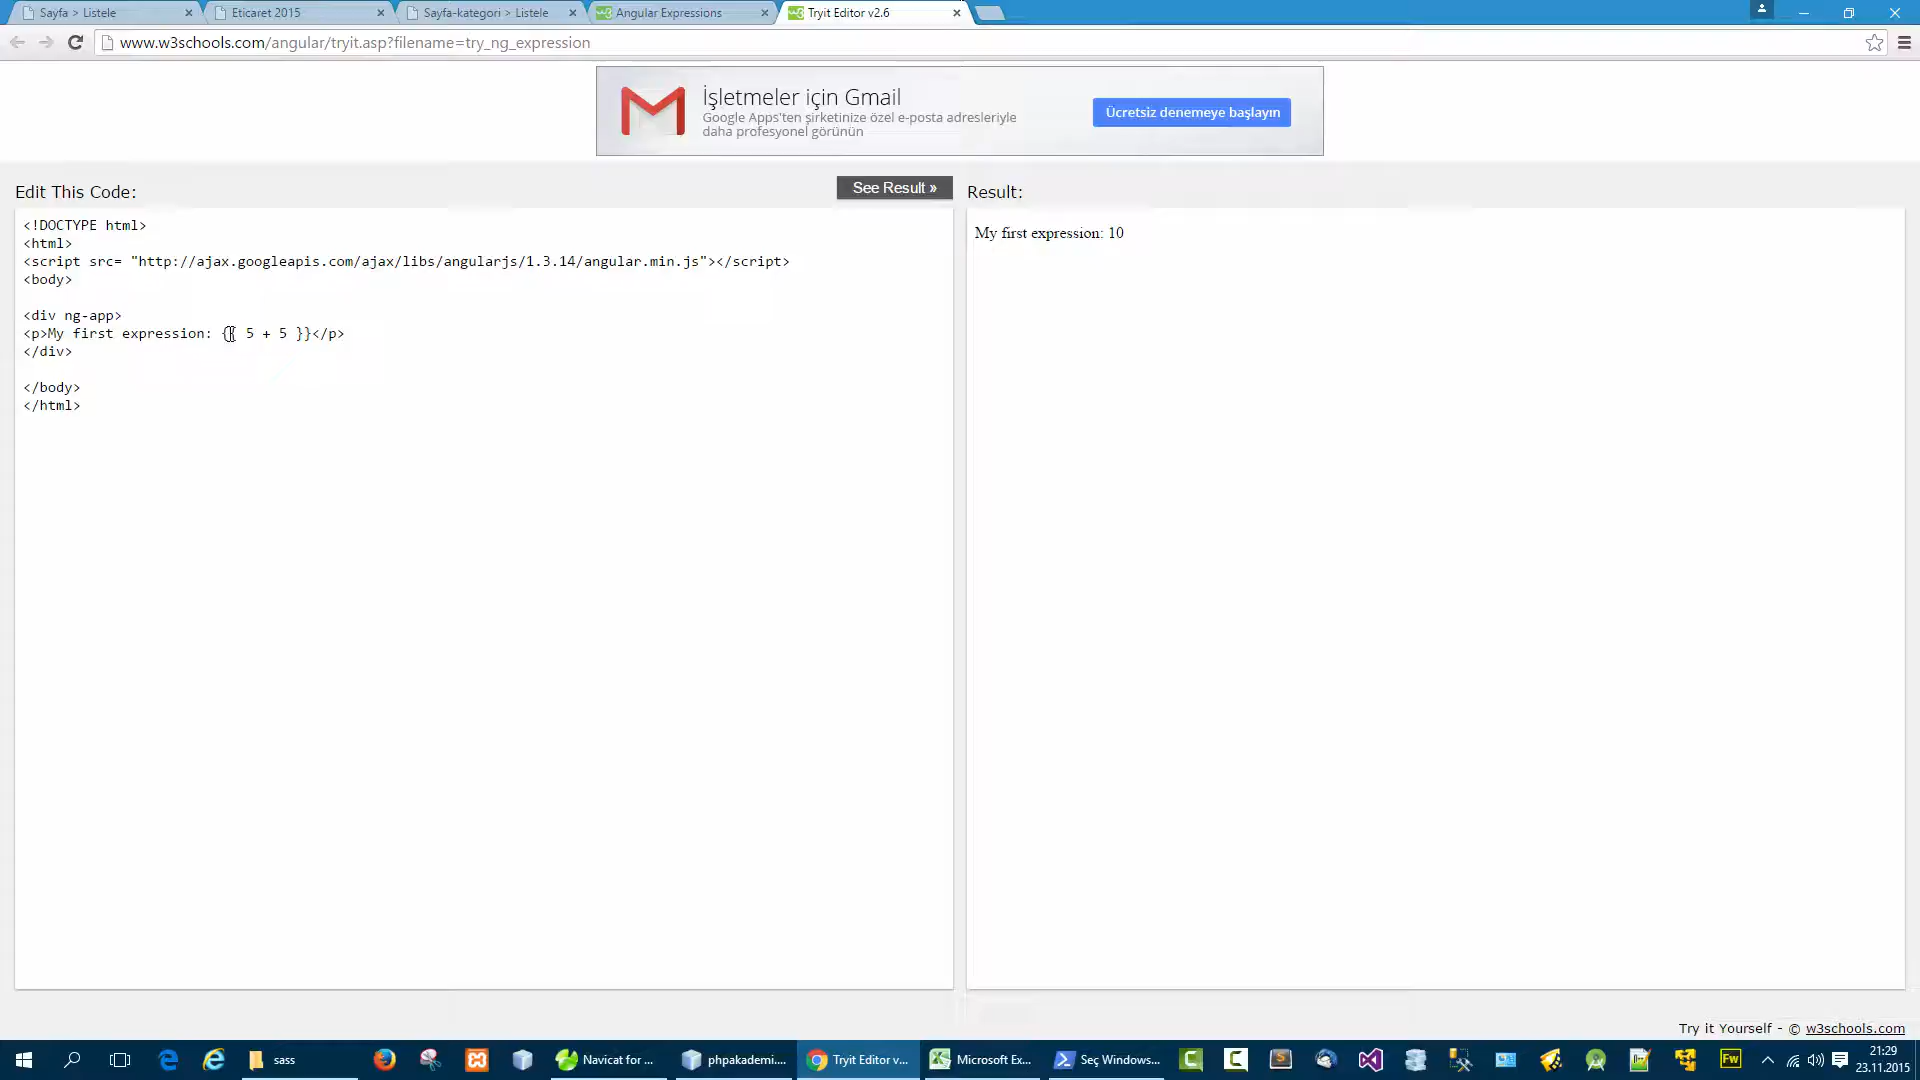 Sayfa > Listele
Eticaret 2015
Sayfa-kategori > Listele
Angular Expressions
Tryit Editor v2.6
www.w3schools.com/angular/tryit.asp?filename=try_ng_expression
İşletmeler için Gmail
Google Apps'ten şirketinize özel e-posta adresleriyle
daha profesyonel görünün
Ücretsiz denemeye başlayın
Edit This Code:
See Result »
Result:
<!DOCTYPE html>
<html>
<script src= "http://ajax.googleapis.com/ajax/libs/angularjs/1.3.14/angular.min.js"></script>
<body>
<div ng-app>
<p>My first expression: {{ 5 + 5 }}</p>
</div>
</body>
</html>
My first expression: 10
Try it Yourself - © w3schools.com
sass
Navicat for ...
phpakademi....
Tryit Editor v...
Microsoft Ex...
Seç Windows...
Fw
21:29
23.11.2015